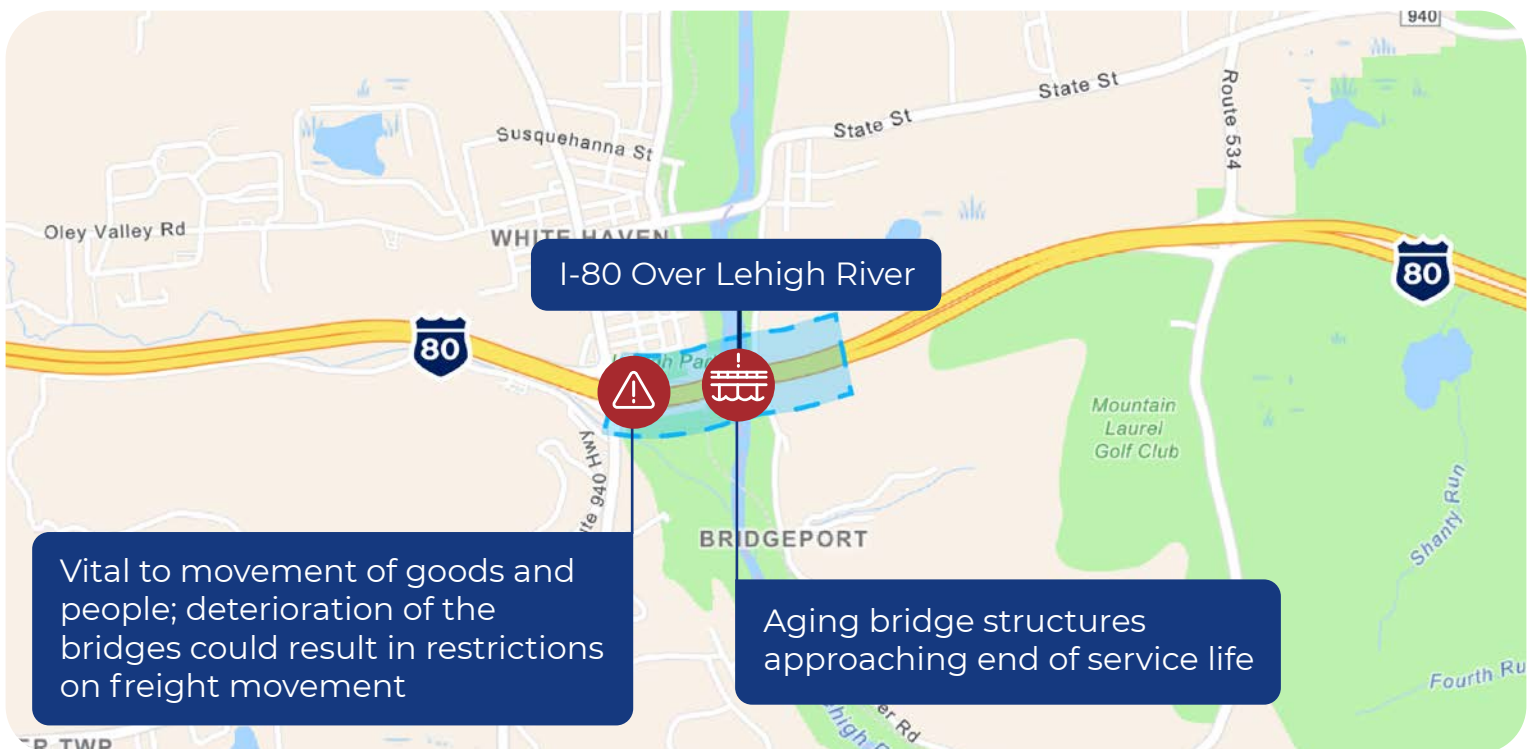 940
State St
State St
Route 534
Susquehanna St
Oley Valley Rd
WHITE HAVEN
I-80 Over Lehigh River
80
80
Mountain
Laurel
Golf Club
Hwy
940
BRIDGEPORT
Shanty Run
Vital to movement of goods and
people; deterioration of the
bridges could result in restrictions
on freight movement
Aging bridge structures
approaching end of service life
Fourth
Rd
TWP